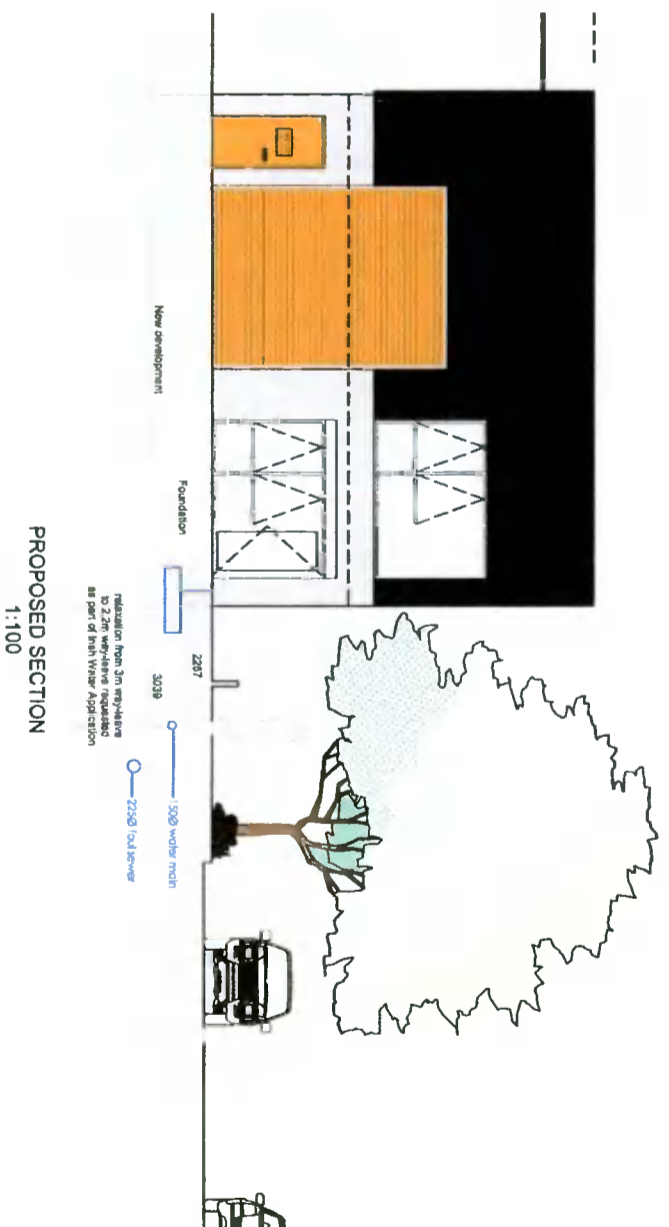 New development
Foundation
2267
3039
150Ø water main
225Ø foul sewer
relaxation from 3m way-leave
to 2.2m way-leave requested
as part of Irish Water Application
PROPOSED SECTION
1:100